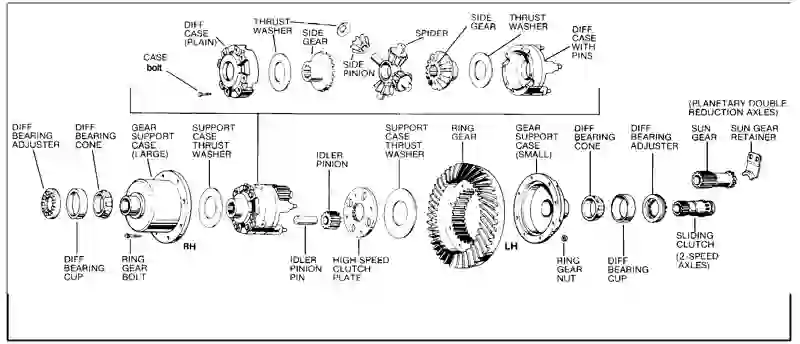 DIFF
CASE
(PLAIN)
THRUST
WASHER
SIDE
GEAR
SIDE
PINION
SPIDER
SIDE
GEAR
THRUST
WASHER
DIFF
CASE
WITH
PINS
CASE
bolt
(PLANETARY DOUBLE
REDUCTION AXLES)
DIFF
BEARING
ADJUSTER
DIFF
BEARING
CONE
GEAR
SUPPORT
CASE
(LARGE)
SUPPORT
CASE
THRUST
WASHER
IDLER
PINION
SUPPORT
CASE
THRUST
WASHER
RING
GEAR
GEAR
SUPPORT
CASE
(SMALL)
DIFF
BEARING
CONE
DIFF
BEARING
ADJUSTER
SUN
GEAR
SUN GEAR
RETAINER
RH
LH
DIFF
BEARING
CUP
RING
GEAR
BOLT
IDLER
PINION
PIN
HIGH SPEED
CLUTCH
PLATE
RING
GEAR
NUT
DIFF
BEARING
CUP
SLIDING
CLUTCH
(2-SPEED
AXLES)